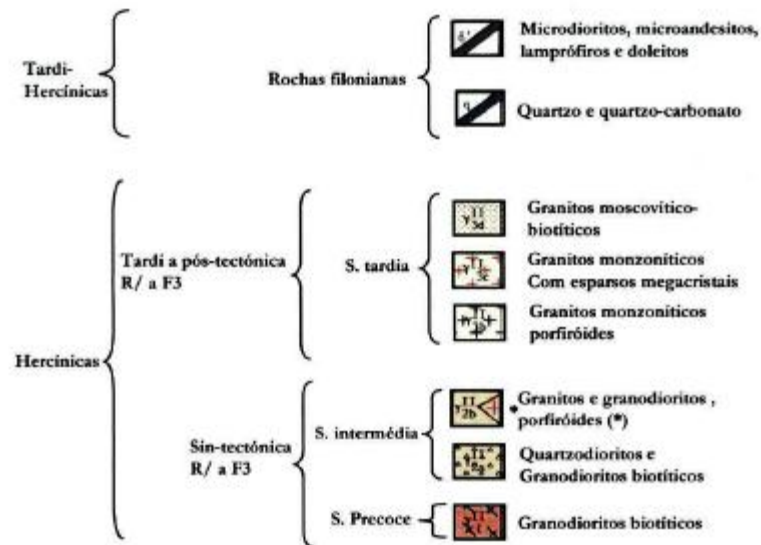 Tardi-
Hercínicas
Rochas filonianas
Microdioritos, microandesitos,
lamprófiros e doleitos
q
Quartzo e quartzo-carbonato
Hercínicas
Tardi a pós-tectónica
R/ a F3
S. tardia
Granitos moscovítico-
biotíticos
Granitos monzoníticos
Com esparsos megacristais
Granitos monzoníticos
porfiróides
Sin-tectónica
R/ a F3
S. intermédia
*Granitos e granodioritos ,
porfiróides (*)
Quartzodioritos e
Granodioritos biotíticos
S. Precoce
Granodioritos biotíticos